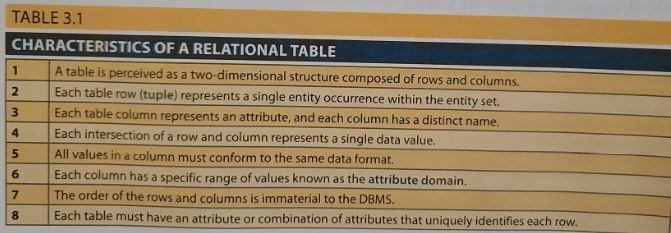 TABLE 3.1
CHARACTERISTICS OF A RELATIONAL TABLE
1 A table is perceived as a two-dimensional structure composed of rows and columns.
2 Each table row (tuple) represents a single entity occurrence within the entity set.
3 Each table column represents an attribute, and each column has a distinct name.
4 Each intersection of a row and column represents a single data value.
5 All values in a column must conform to the same data format.
6 Each column has a specific range of values known as the attribute domain.
7 The order of the rows and columns is immaterial to the DBMS.
8 Each table must have an attribute or combination of attributes that uniquely identifies each row.